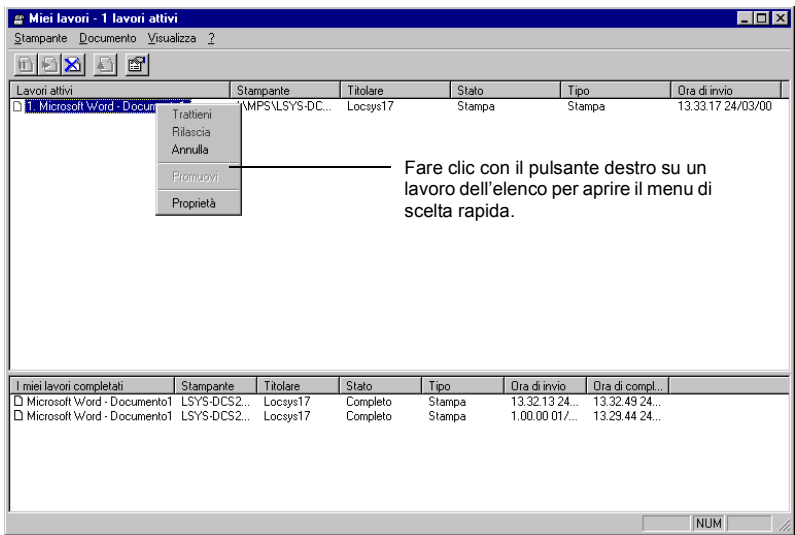 Miei lavori - 1 lavori attivi
Stampante Documento Visualizza ?
Lavori attivi Stampante Titolare Stato Tipo Ora di invio
1. Microsoft Word - Documento1 \\MPS\LSYS-DC... Locsys17 Stampa Stampa 13.33.17 24/03/00
Trattieni
Rilascia
Annulla
Promuovi
Proprietà
Fare clic con il pulsante destro su un
lavoro dell'elenco per aprire il menu di
scelta rapida.
I miei lavori completati Stampante Titolare Stato Tipo Ora di invio Ora di compl...
Microsoft Word - Documento1 LSYS-DCS2... Locsys17 Completo Stampa 13.32.13 24... 13.32.49 24...
Microsoft Word - Documento1 LSYS-DCS2... Locsys17 Completo Stampa 1.00.00 01/... 13.29.44 24...
NUM